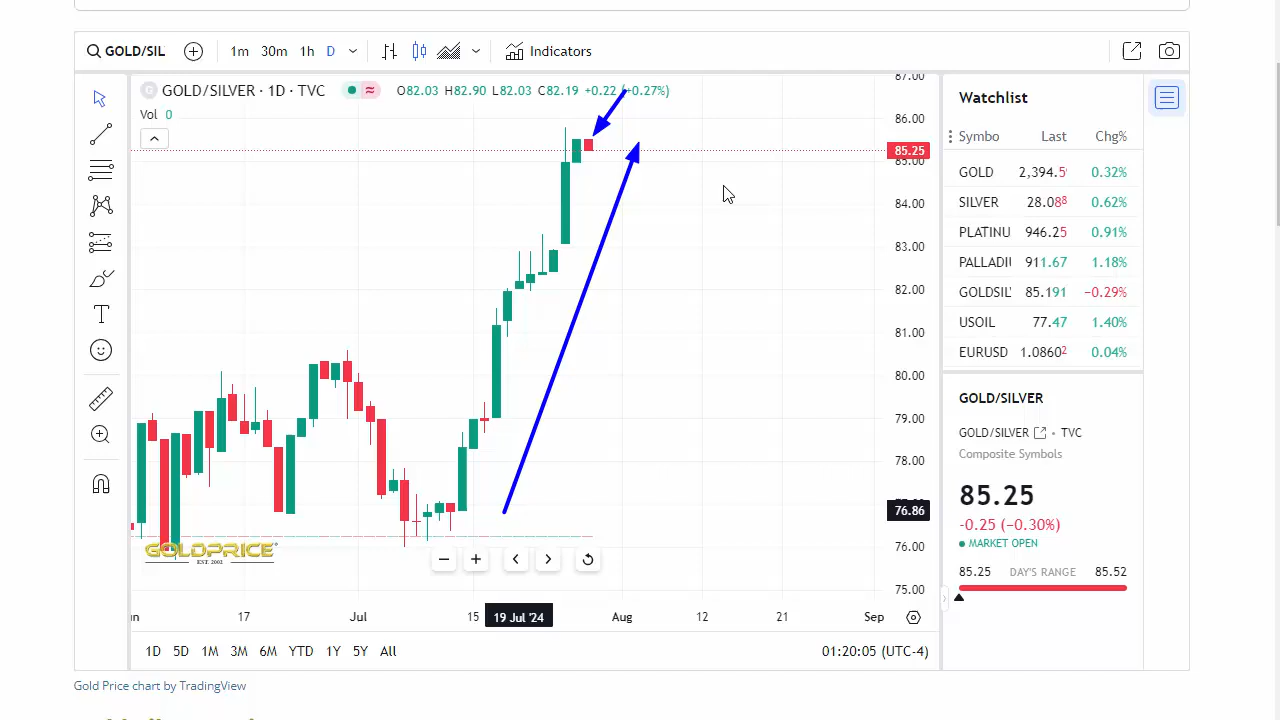 GOLD/SIL 1m 30m 1h D Indicators
GOLD/SILVER · 1D · TVC O82.03 H82.90 L82.03 C82.19 +0.22 (+0.27%)
Vol 0
87.00
86.00
85.25
85.00
84.00
83.00
82.00
81.00
80.00
79.00
78.00
76.86
76.00
75.00
GOLDPRICE
EST. 2002
17 Jul 15 19 Jul '24 Aug 12 21 Sep
1D 5D 1M 3M 6M YTD 1Y 5Y All 01:20:05 (UTC-4)
Watchlist
Symbo Last Chg%
GOLD 2,394.5 0.32%
SILVER 28.088 0.62%
PLATINU 946.25 0.91%
PALLADI 911.67 1.18%
GOLDSIL 85.191 −0.29%
USOIL 77.47 1.40%
EURUSD 1.08602 0.04%
GOLD/SILVER
GOLD/SILVER · TVC
Composite Symbols
85.25
-0.25 (−0.30%)
MARKET OPEN
85.25 DAY'S RANGE 85.52
Gold Price chart by TradingView